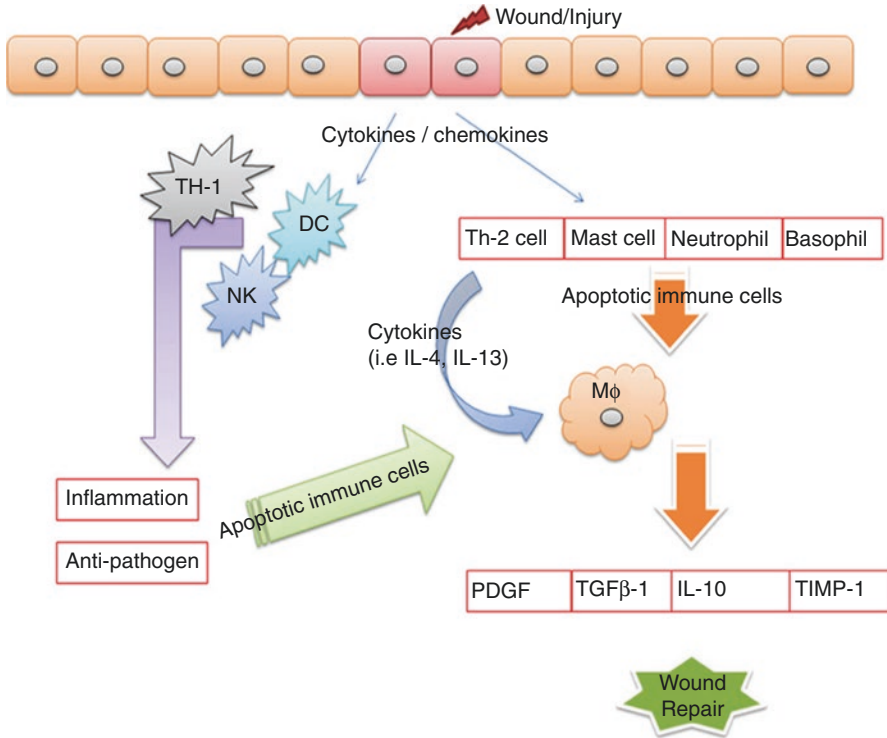 Wound/Injury
Cytokines / chemokines
TH-1
DC
NK
Th-2 cell
Mast cell
Neutrophil
Basophil
Apoptotic immune cells
Cytokines
(i.e IL-4, IL-13)
Mϕ
Inflammation
Anti-pathogen
Apoptotic immune cells
PDGF
TGFβ-1
IL-10
TIMP-1
Wound
Repair